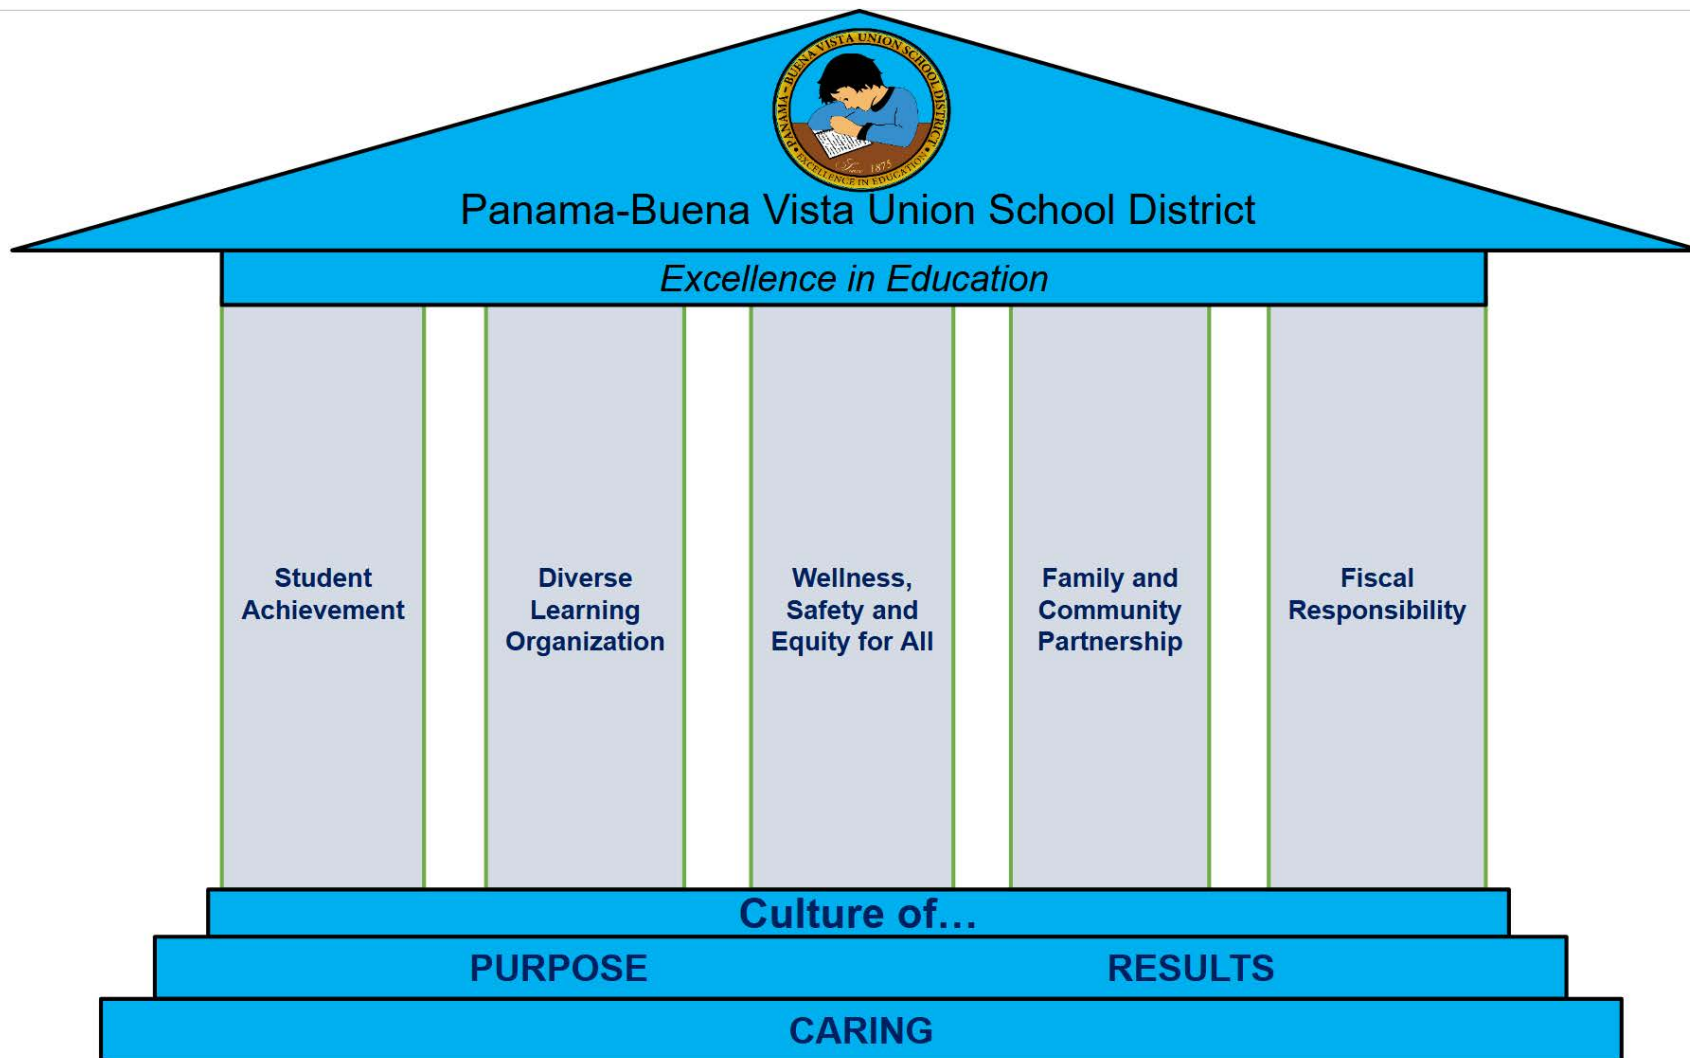 PANAMA - BUENA VISTA UNION SCHOOL DISTRICT
Since 1875
• EXCELLENCE IN EDUCATION •
Panama-Buena Vista Union School District
Excellence in Education
Student
Achievement
Diverse
Learning
Organization
Wellness,
Safety and
Equity for All
Family and
Community
Partnership
Fiscal
Responsibility
Culture of...
PURPOSE RESULTS
CARING